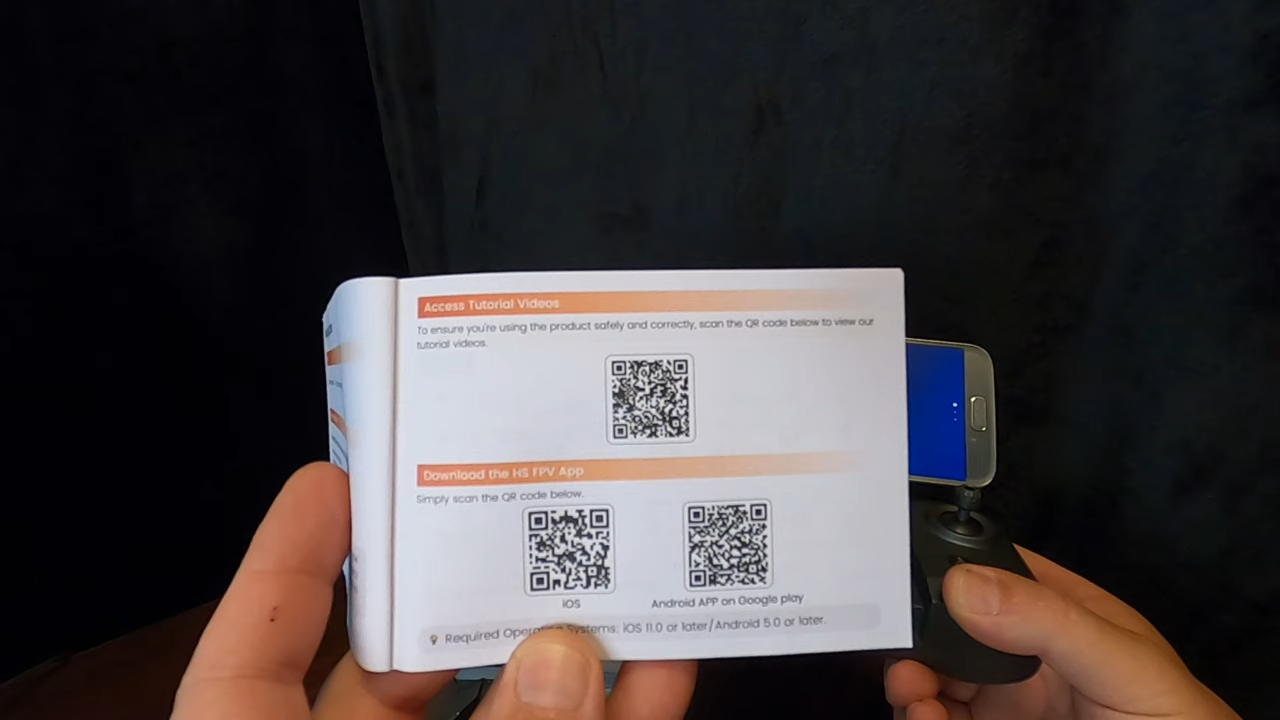 Access Tutorial Videos
To ensure you're using the product safely and correctly, scan the QR code below to view our
tutorial videos.
Download the HS FPV App
Simply scan the QR code below.
iOS
Android APP on Google play
Required Systems: iOS 11.0 or later/Android 5.0 or later.